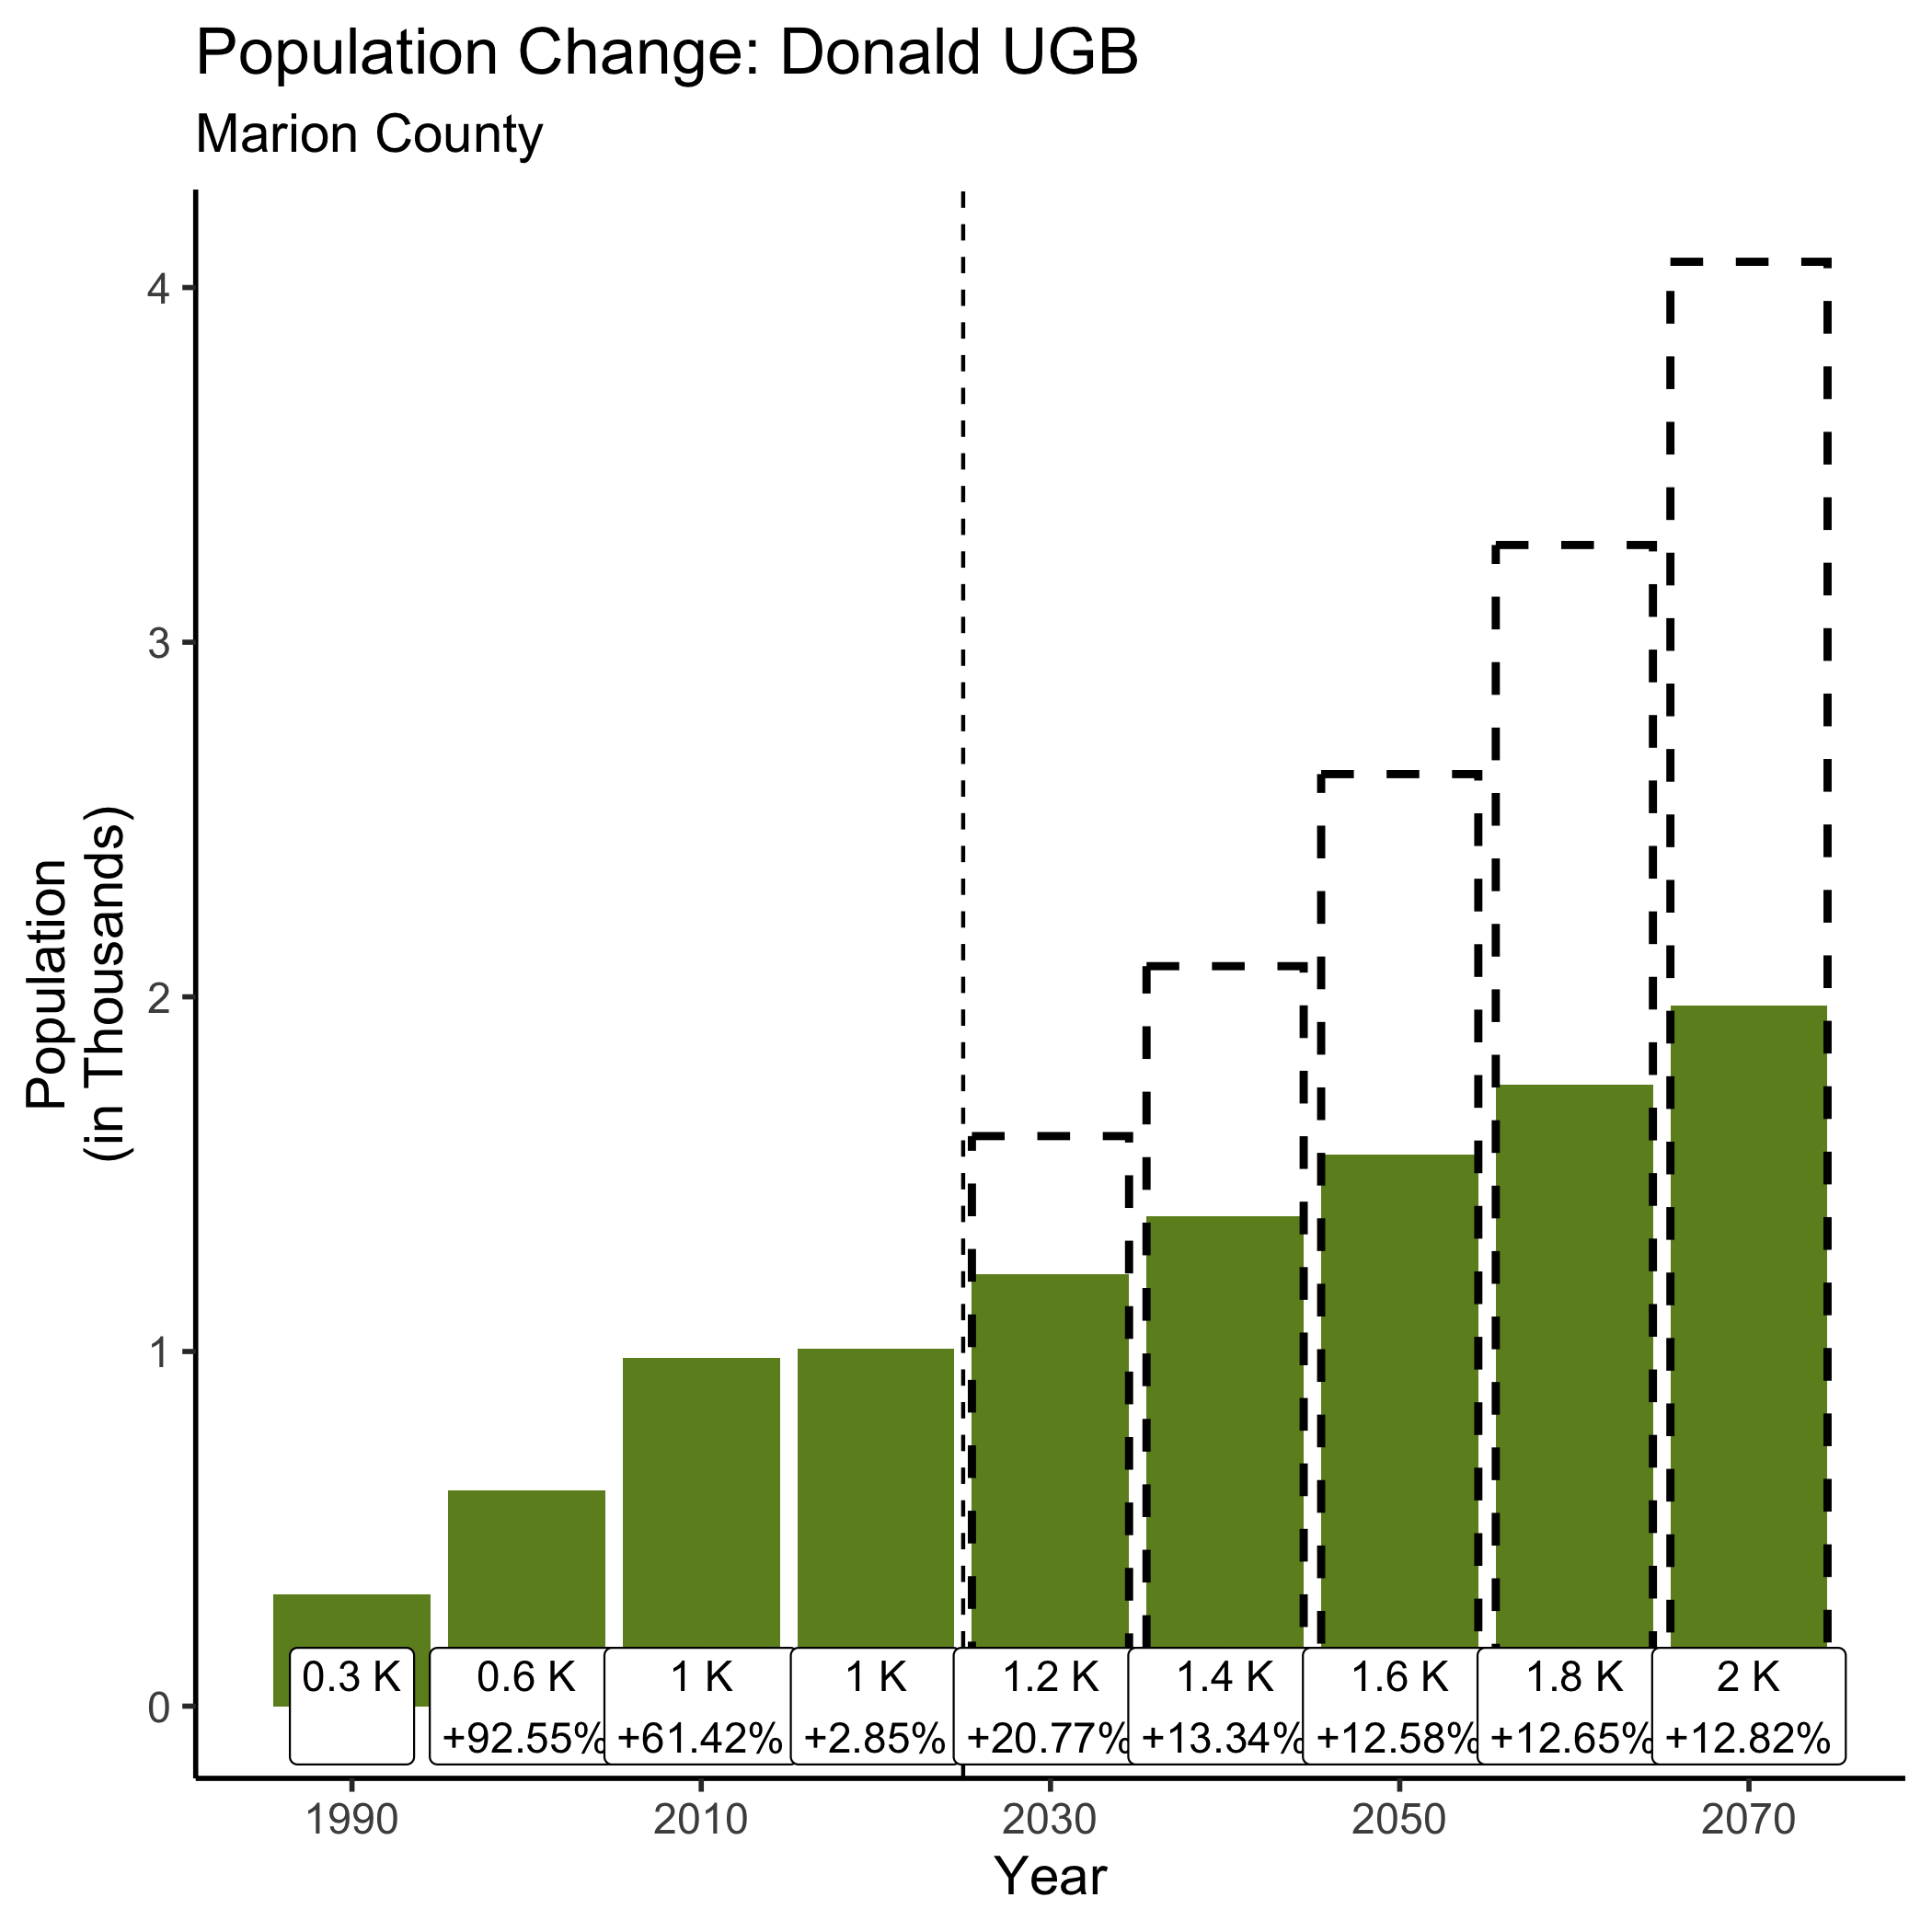 Population Change: Donald UGB
Marion County
Population
(in Thousands)
4
3
2
1
0
0.3 K
0.6 K
+92.55%
1 K
+61.42%
1 K
+2.85%
1.2 K
+20.77%
1.4 K
+13.34%
1.6 K
+12.58%
1.8 K
+12.65%
2 K
+12.82%
1990
2010
2030
2050
2070
Year